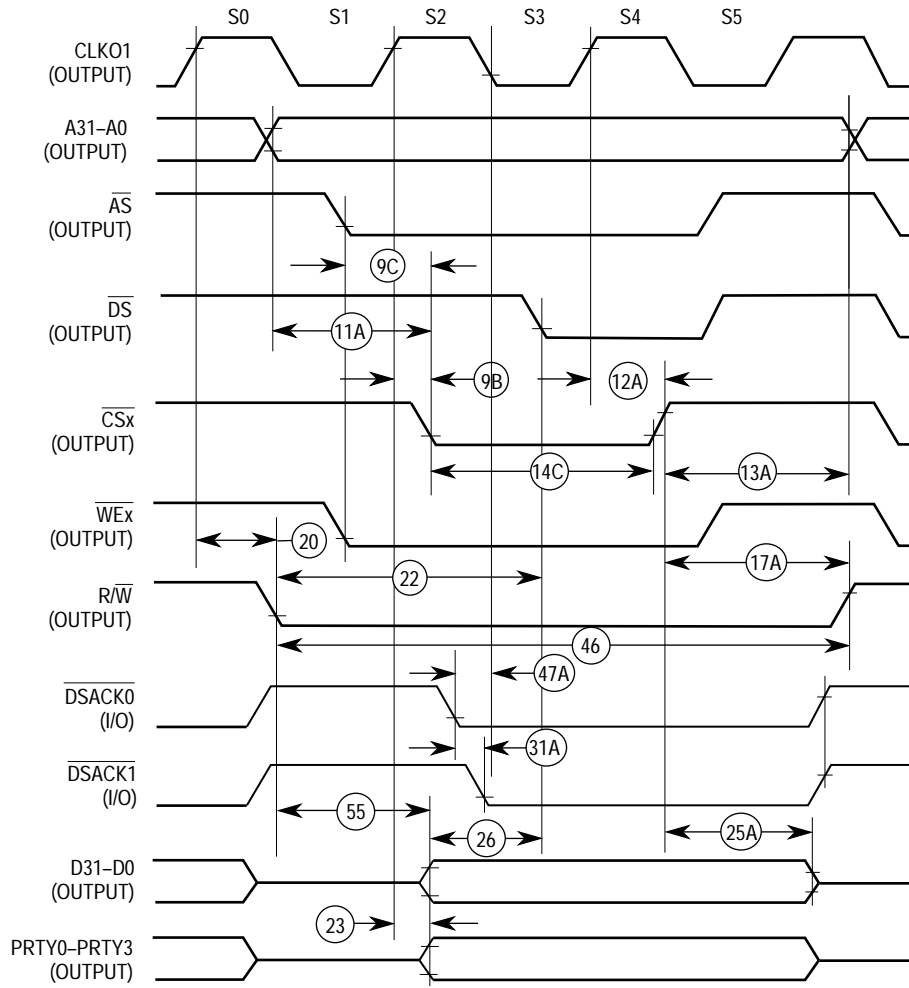 S0 S1 S2 S3 S4 S5
CLKO1
(OUTPUT)
A31–A0
(OUTPUT)
AS
(OUTPUT)
9C
DS
(OUTPUT)
11A
9B 12A
CSx
(OUTPUT)
14C 13A
WEx
(OUTPUT)
20
17A
22
R/W
(OUTPUT)
46
47A
DSACK0
(I/O)
31A
DSACK1
(I/O)
55
26 25A
D31–D0
(OUTPUT)
23
PRTY0–PRTY3
(OUTPUT)